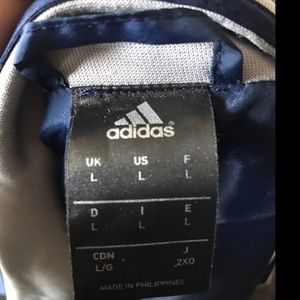 adidas
UK US F
L L L
D I E
L L L
CDN J
L/G 2XO
MADE IN PHILIPPINES